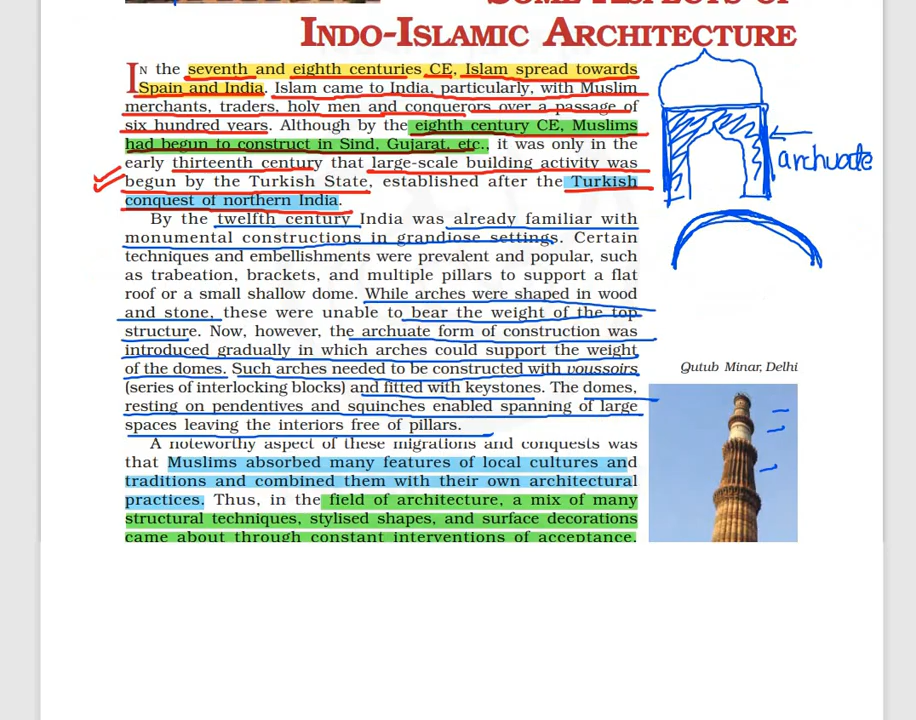 SOME ASPECTS OF
INDO-ISLAMIC ARCHITECTURE
IN the seventh and eighth centuries CE, Islam spread towards
Spain and India. Islam came to India, particularly, with Muslim
merchants, traders, holy men and conquerors over a passage of
six hundred years. Although by the eighth century CE, Muslims
had begun to construct in Sind, Gujarat, etc., it was only in the
early thirteenth century that large-scale building activity was
begun by the Turkish State, established after the Turkish
conquest of northern India.
By the twelfth century India was already familiar with
monumental constructions in grandiose settings. Certain
techniques and embellishments were prevalent and popular, such
as trabeation, brackets, and multiple pillars to support a flat
roof or a small shallow dome. While arches were shaped in wood
and stone, these were unable to bear the weight of the top
structure. Now, however, the archuate form of construction was
introduced gradually in which arches could support the weight
of the domes. Such arches needed to be constructed with voussoirs
(series of interlocking blocks) and fitted with keystones. The domes,
resting on pendentives and squinches enabled spanning of large
spaces leaving the interiors free of pillars.
A noteworthy aspect of these migrations and conquests was
that Muslims absorbed many features of local cultures and
traditions and combined them with their own architectural
practices. Thus, in the field of architecture, a mix of many
structural techniques, stylised shapes, and surface decorations
came about through constant interventions of acceptance,
archuate
Qutub Minar, Delhi